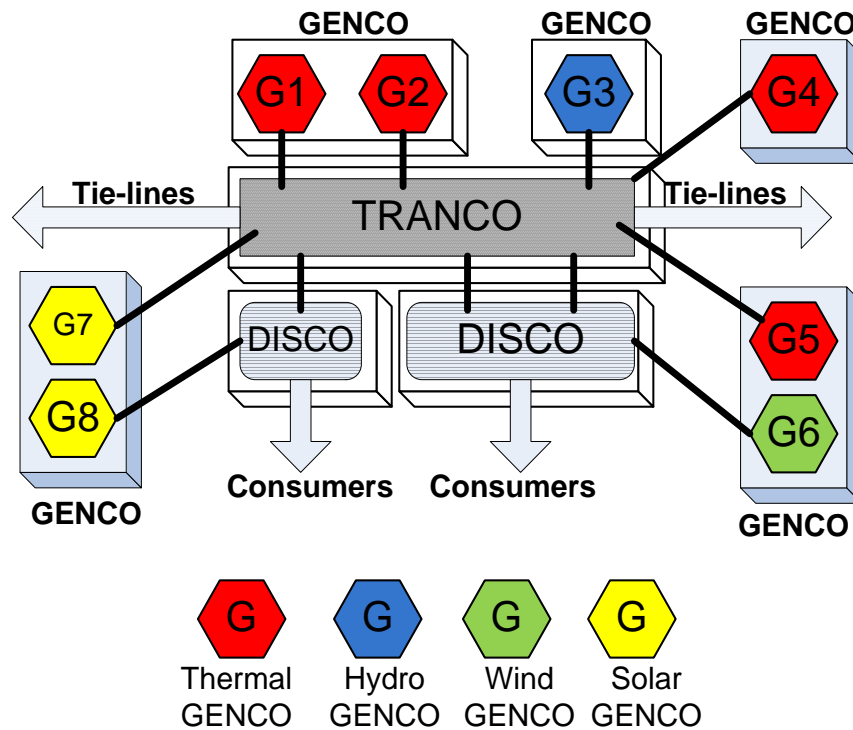 GENCO
GENCO
GENCO
G1
G2
G3
G4
Tie-lines
TRANCO
Tie-lines
G7
DISCO
DISCO
G5
G8
G6
Consumers
Consumers
GENCO
GENCO
G
G
G
G
Thermal
GENCO
Hydro
GENCO
Wind
GENCO
Solar
GENCO